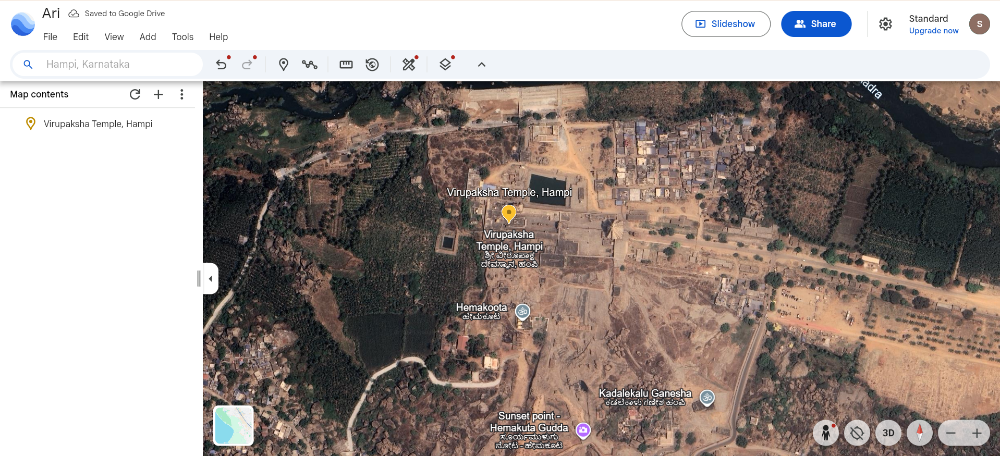 Ari
Saved to Google Drive
File Edit View Add Tools Help
Slideshow
Share
Standard
Upgrade now
S
Hampi, Karnataka
Map contents
Virupaksha Temple, Hampi
adra
Virupaksha Temple, Hampi
Virupaksha
Temple, Hampi
ಶ್ರೀ ವೀರೂಪಾಕ್ಷ
ದೇವಸ್ಥಾನ, ಹಂಪಿ
Hemakoota
ಹೇಮಕೂಟ
Kadalekalu Ganesha
ಕಡಲೆಕಾಳು ಗಣೇಶ ಹಂಪಿ
Sunset point -
Hemakuta Gudda
ಸೂರ್ಯಮುಳುಗು
ನೋಟ - ಹೇಮಕೂಟ
3D